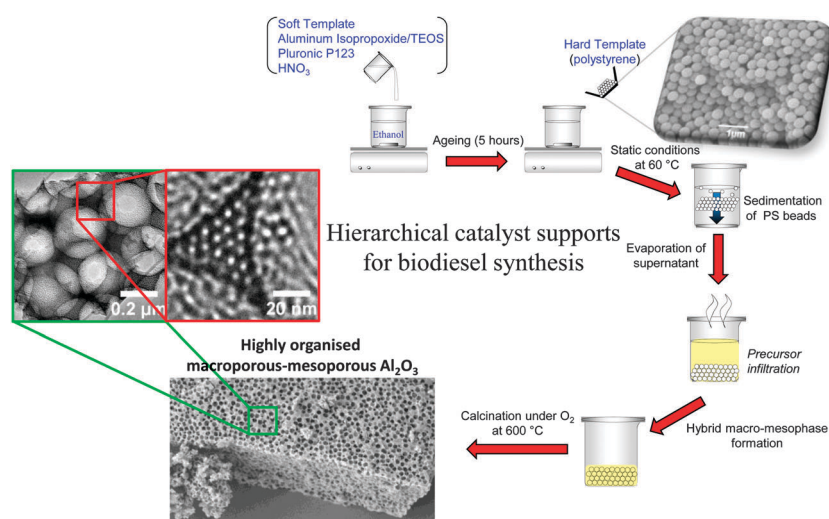 Soft Template
Aluminum Isopropoxide/TEOS
Pluronic P123
HNO₃
Hard Template
(polystyrene)
1µm
Ethanol
Ageing (5 hours)
Static conditions
at 60 °C
Sedimentation
of PS beads
Hierarchical catalyst supports
for biodiesel synthesis
Evaporation of
supernatant
0.2 µm
20 nm
Precursor
infiltration
Highly organised
macroporous-mesoporous Al₂O₃
Calcination under O₂
at 600 °C
Hybrid macro-mesophase
formation